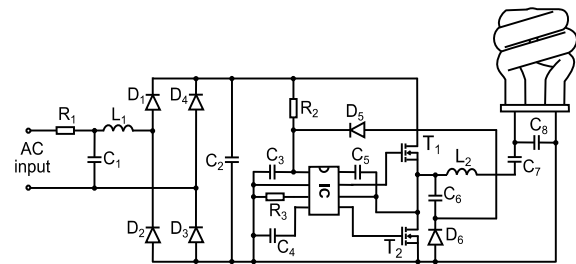 R1
L1
AC
input
C1
D1
D4
D2
D3
C2
R2
D5
C3
C5
IC
R3
C4
T1
T2
L2
C6
D6
C7
C8